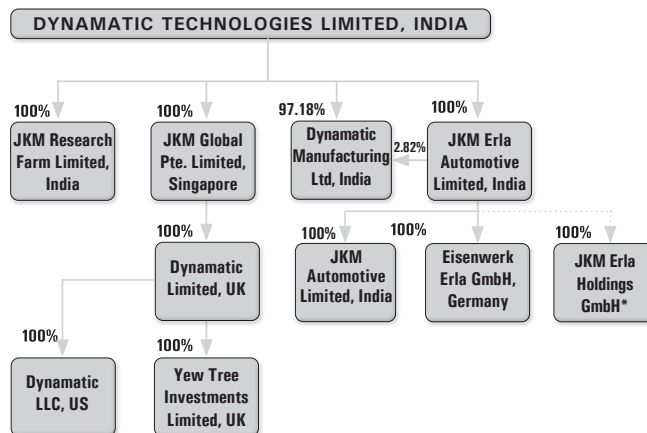 DYNAMATIC TECHNOLOGIES LIMITED, INDIA
100%
100%
97.18%
100%
JKM Research
Farm Limited,
India
JKM Global
Pte. Limited,
Singapore
Dynamatic
Manufacturing
Ltd, India
2.82%
JKM Erla
Automotive
Limited, India
100%
100%
100%
100%
Dynamatic
Limited, UK
JKM
Automotive
Limited, India
Eisenwerk
Erla GmbH,
Germany
JKM Erla
Holdings
GmbH*
100%
100%
Dynamatic
LLC, US
Yew Tree
Investments
Limited, UK